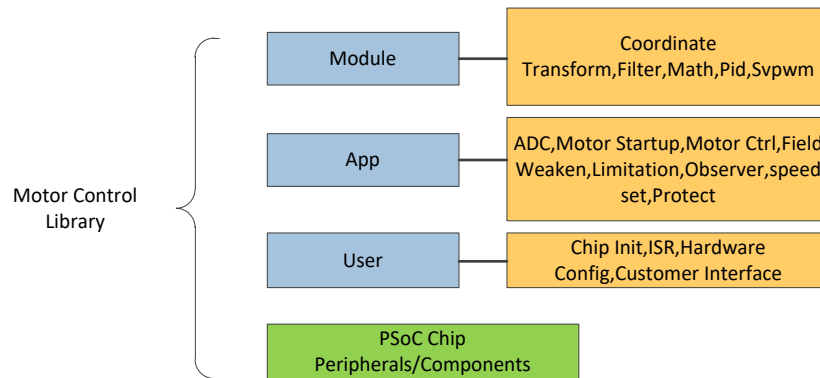 Motor Control
Library
Module
Coordinate
Transform,Filter,Math,Pid,Svpwm
App
ADC,Motor Startup,Motor Ctrl,Field
Weaken,Limitation,Observer,speed
set,Protect
User
Chip Init,ISR,Hardware
Config,Customer Interface
PSoC Chip
Peripherals/Components